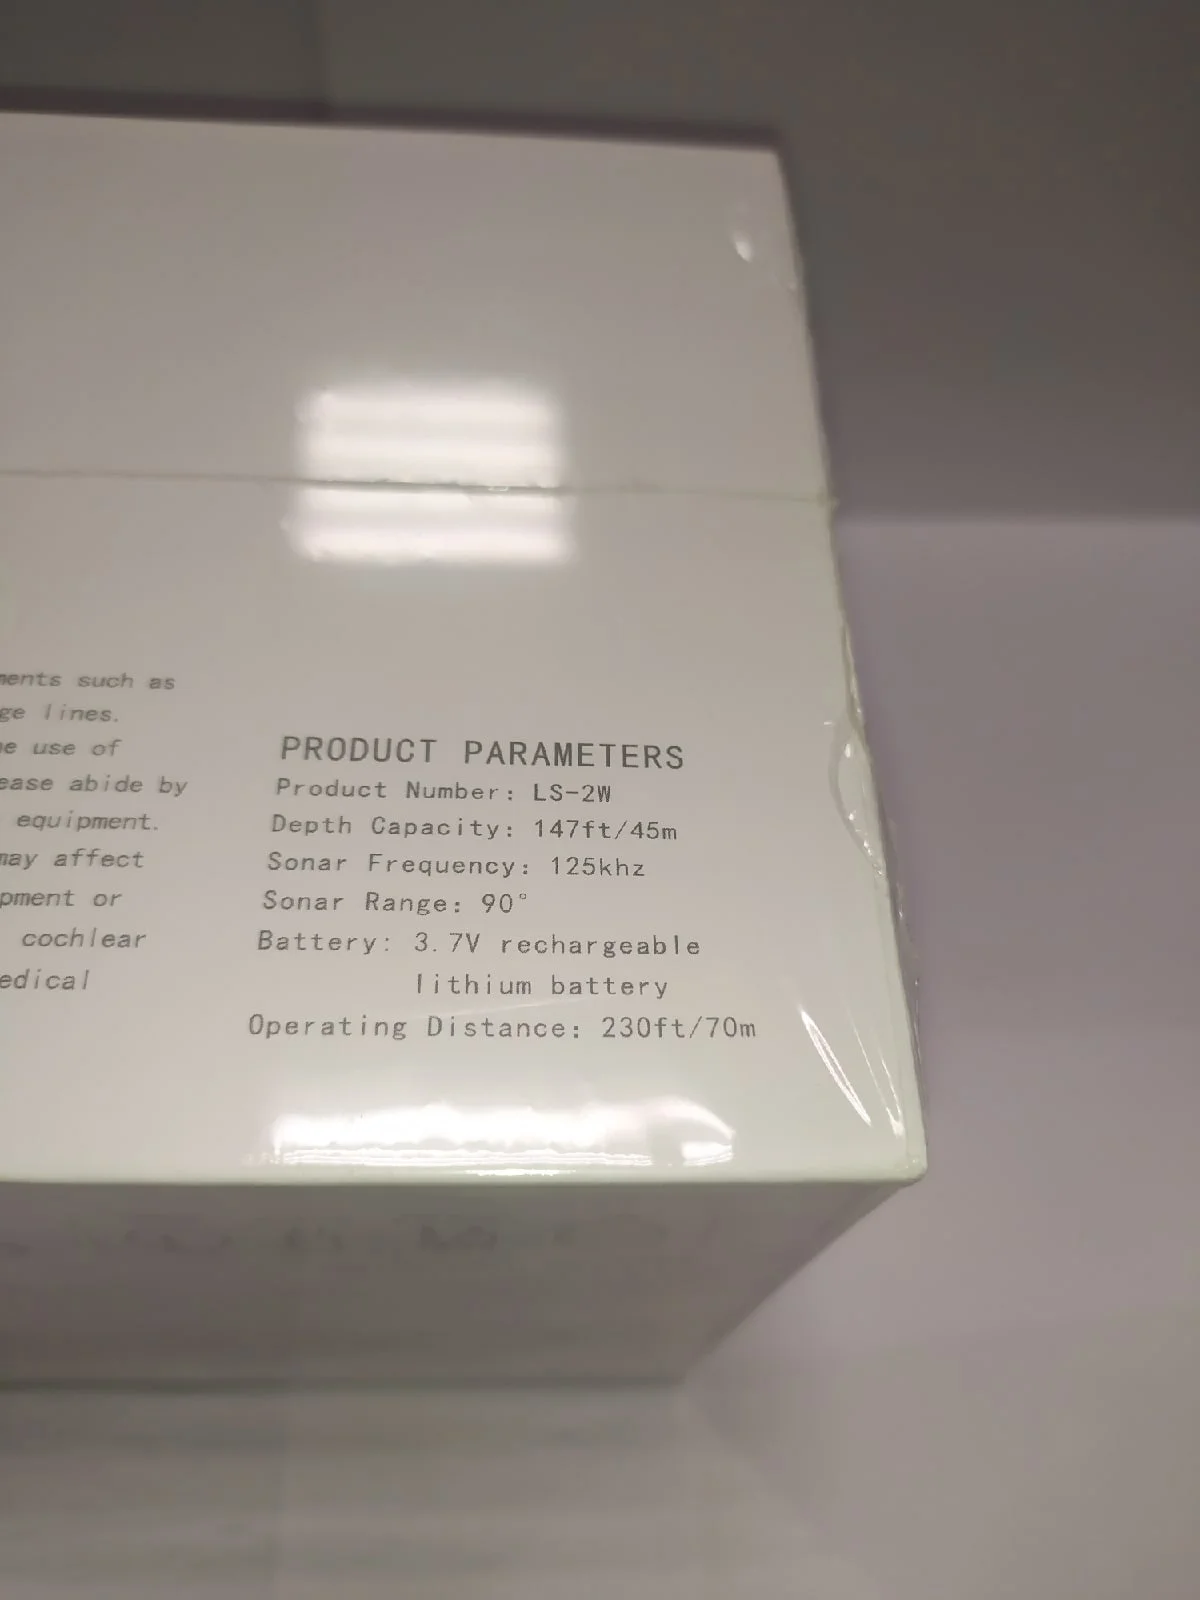 such as
lines.
use of
abide by
equipment.
may affect
or
cochlear
PRODUCT PARAMETERS
Product Number: LS-2W
Depth Capacity: 147ft/45m
Sonar Frequency: 125khz
Sonar Range: 90°
Battery: 3.7V rechargeable
lithium battery
Operating Distance: 230ft/70m